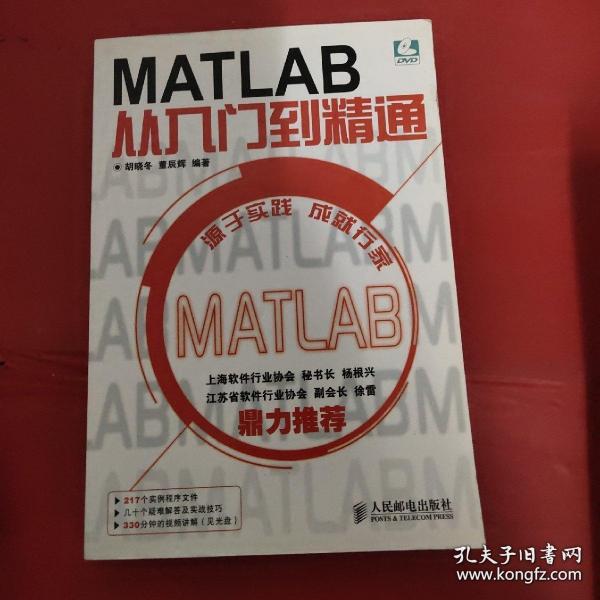 MATLAB
DVD
从入门到精通
胡晓冬 董辰辉 编著
源于实践 成就行家
MATLAB
上海软件行业协会 秘书长 杨根兴
江苏省软件行业协会 副会长 徐雷
鼎力推荐
217个实例程序文件
几十个疑难解答及实战技巧
330分钟的视频讲解（见光盘）
人民邮电出版社
POSTS & TELECOM PRESS
孔夫子旧书网
www.kongfz.com